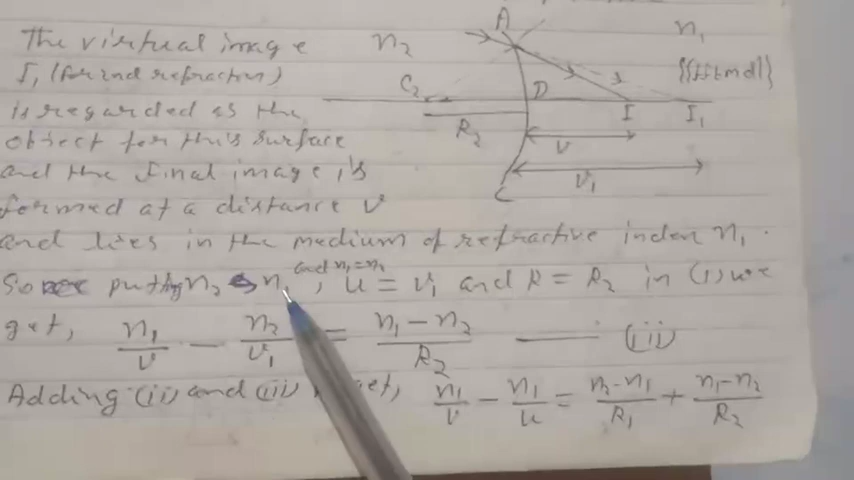 The virtual image
I, (for 2nd refraction)
is regarded as the
object for this surface
and the final image is
formed at a distance v
and lies in the medium of refractive index n₁.
and n₁=n₂
putting n₂ n₁, u = v₁ and R = R₂ in (i) we
get, n₁/v − n₂/v₁ = (n₁−n₂)/R₂ —— (iii)
Adding (ii) and (iii) get, n₁/v − n₁/u = (n₂−n₁)/R₁ + (n₁−n₂)/R₂
n₂
A
n₁
C₂
D
I
I₁
R₂
v
v₁
C